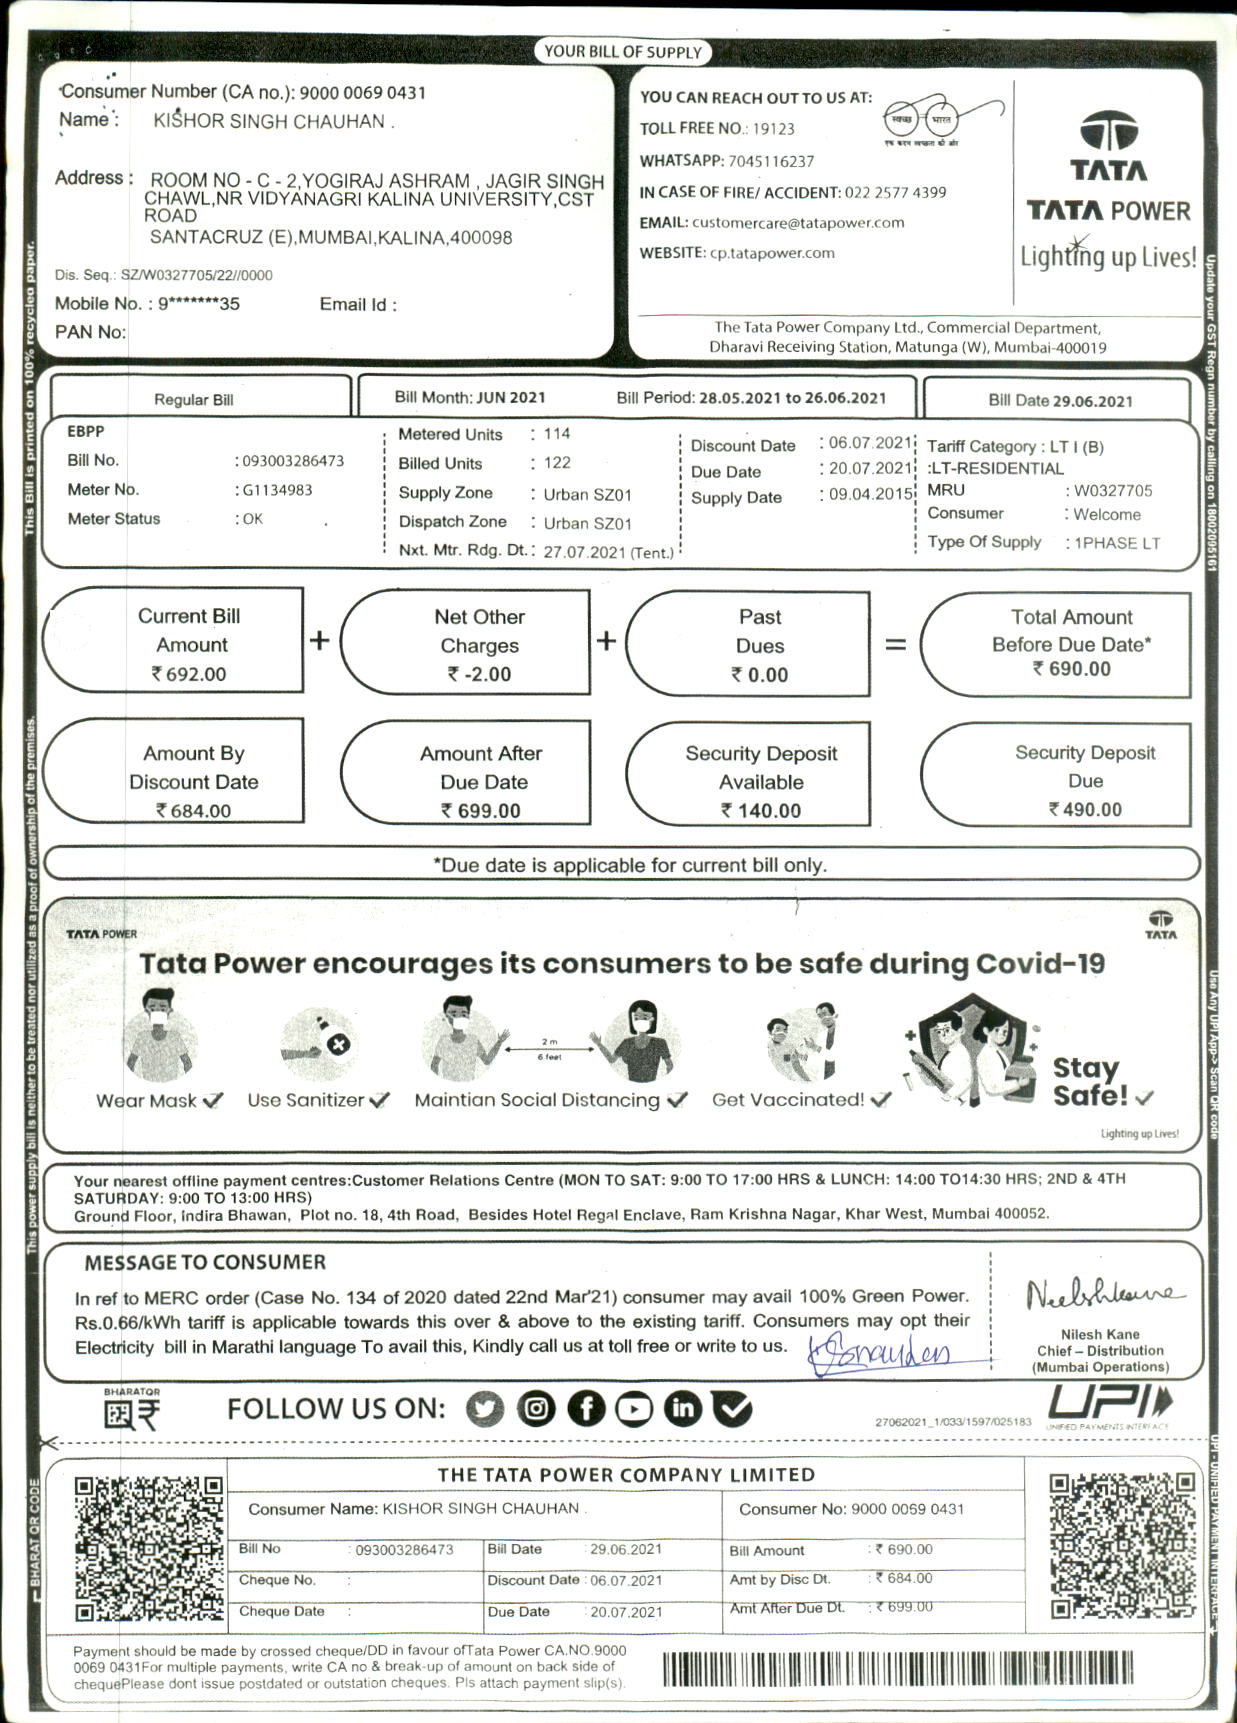 YOUR BILL OF SUPPLY
Consumer Number (CA no.): 9000 0069 0431
Name : KISHOR SINGH CHAUHAN .
Address : ROOM NO - C - 2,YOGIRAJ ASHRAM , JAGIR SINGH
CHAWL,NR VIDYANAGRI KALINA UNIVERSITY,CST
ROAD
SANTACRUZ (E),MUMBAI,KALINA,400098
Dis. Seq.: SZ/W0327705/22//0000
Mobile No. : 9*******35 Email Id :
PAN No:
YOU CAN REACH OUT TO US AT:
TOLL FREE NO.: 19123
WHATSAPP: 7045116237
IN CASE OF FIRE/ ACCIDENT: 022 2577 4399
EMAIL: customercare@tatapower.com
WEBSITE: cp.tatapower.com
स्वच्छ भारत
एक कदम स्वच्छता की ओर
TATA
TATA POWER
Lighting up Lives!
The Tata Power Company Ltd., Commercial Department,
Dharavi Receiving Station, Matunga (W), Mumbai-400019
This Bill is printed on 100% recycled paper.
This power supply bill is neither to be treated nor utilized as a proof of ownership of the premises.
Update your GST Regn number by calling on 18002095161
Use Any UPI App> Scan QR code
Regular Bill
Bill Month: JUN 2021 Bill Period: 28.05.2021 to 26.06.2021
Bill Date 29.06.2021
EBPP
Bill No. : 093003286473
Meter No. : G1134983
Meter Status : OK
Metered Units : 114
Billed Units : 122
Supply Zone : Urban SZ01
Dispatch Zone : Urban SZ01
Nxt. Mtr. Rdg. Dt.: 27.07.2021 (Tent.)
Discount Date : 06.07.2021
Due Date : 20.07.2021
Supply Date : 09.04.2015
Tariff Category : LT I (B)
:LT-RESIDENTIAL
MRU : W0327705
Consumer : Welcome
Type Of Supply : 1PHASE LT
Current Bill
Amount
₹ 692.00
+
Net Other
Charges
₹ -2.00
+
Past
Dues
₹ 0.00
=
Total Amount
Before Due Date*
₹ 690.00
Amount By
Discount Date
₹ 684.00
Amount After
Due Date
₹ 699.00
Security Deposit
Available
₹ 140.00
Security Deposit
Due
₹ 490.00
*Due date is applicable for current bill only.
TATA POWER
TATA
Tata Power encourages its consumers to be safe during Covid-19
2 m
6 feet
Wear Mask Use Sanitizer Maintian Social Distancing Get Vaccinated!
Stay
Safe!
Lighting up Lives!
Your nearest offline payment centres:Customer Relations Centre (MON TO SAT: 9:00 TO 17:00 HRS & LUNCH: 14:00 TO14:30 HRS; 2ND & 4TH
SATURDAY: 9:00 TO 13:00 HRS)
Ground Floor, Indira Bhawan, Plot no. 18, 4th Road, Besides Hotel Regal Enclave, Ram Krishna Nagar, Khar West, Mumbai 400052.
MESSAGE TO CONSUMER
In ref to MERC order (Case No. 134 of 2020 dated 22nd Mar'21) consumer may avail 100% Green Power.
Rs.0.66/kWh tariff is applicable towards this over & above to the existing tariff. Consumers may opt their
Electricity bill in Marathi language To avail this, Kindly call us at toll free or write to us.
Nilesh Kane
Chief – Distribution
(Mumbai Operations)
BHARATQR
FOLLOW US ON:
27062021_1/033/1597/025183
UPI
UNIFIED PAYMENTS INTERFACE
BHARAT QR CODE
UPI - UNIFIED PAYMENT INTERFACE
THE TATA POWER COMPANY LIMITED
Consumer Name: KISHOR SINGH CHAUHAN . Consumer No: 9000 0069 0431
Bill No : 093003286473 Bill Date : 29.06.2021 Bill Amount : ₹ 690.00
Cheque No. : Discount Date : 06.07.2021 Amt by Disc Dt. : ₹ 684.00
Cheque Date : Due Date : 20.07.2021 Amt After Due Dt. : ₹ 699.00
Payment should be made by crossed cheque/DD in favour ofTata Power CA.NO.9000
0069 0431For multiple payments, write CA no & break-up of amount on back side of
chequePlease dont issue postdated or outstation cheques. Pls attach payment slip(s).